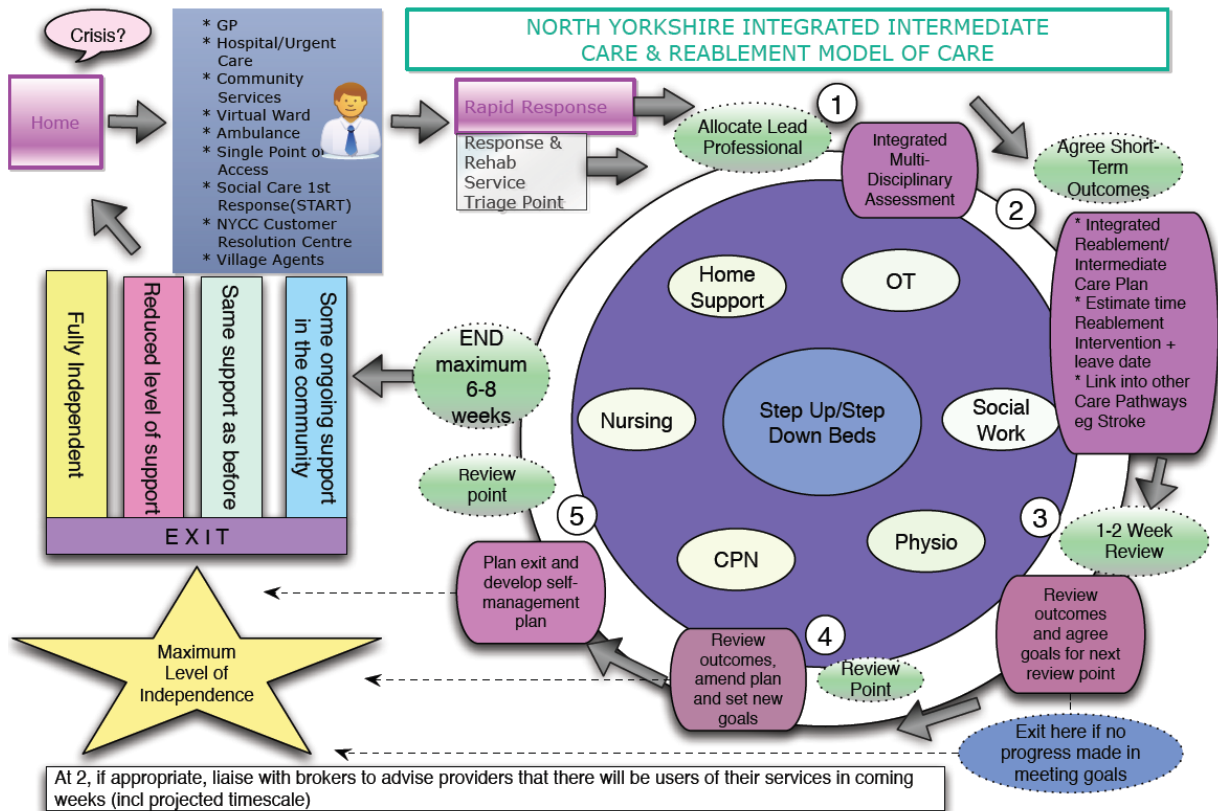 Crisis?
Home
* GP
* Hospital/Urgent
Care
* Community
Services
* Virtual Ward
* Ambulance
* Single Point o
Access
* Social Care 1st
Response(START)
* NYCC Customer
Resolution Centre
* Village Agents
NORTH YORKSHIRE INTEGRATED INTERMEDIATE
CARE & REABLEMENT MODEL OF CARE
Rapid Response
Response &
Rehab
Service
Triage Point
Allocate Lead
Professional
1
Integrated
Multi-
Disciplinary
Assessment
Agree Short-
Term
Outcomes
2
* Integrated
Reablement/
Intermediate
Care Plan
* Estimate time
Reablement
Intervention +
leave date
* Link into other
Care Pathways
eg Stroke
Home
Support
OT
Nursing
Step Up/Step
Down Beds
Social
Work
CPN
Physio
3
1-2 Week
Review
Review
outcomes
and agree
goals for next
review point
Exit here if no
progress made in
meeting goals
4
Review
Point
Review
outcomes,
amend plan
and set new
goals
5
Review
point
Plan exit and
develop self-
management
plan
END
maximum
6-8
weeks
Fully Independent
Reduced level of support
Same support as before
Some ongoing support
in the community
EXIT
Maximum
Level of
Independence
At 2, if appropriate, liaise with brokers to advise providers that there will be users of their services in coming
weeks (incl projected timescale)